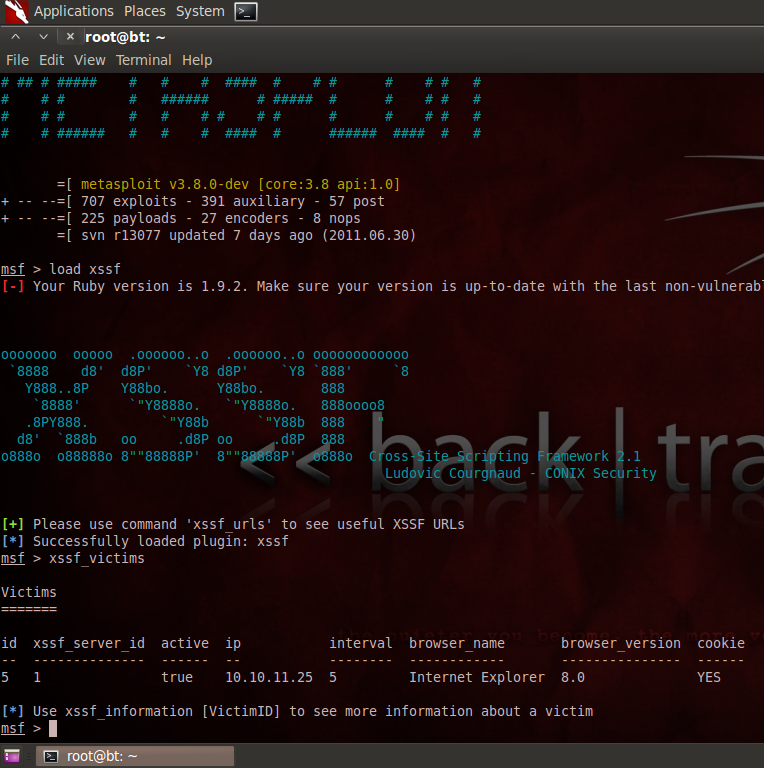 Applications Places System
root@bt: ~
File Edit View Terminal Help
=[ metasploit v3.8.0-dev [core:3.8 api:1.0]
+ -- --=[ 707 exploits - 391 auxiliary - 57 post
+ -- --=[ 225 payloads - 27 encoders - 8 nops
=[ svn r13077 updated 7 days ago (2011.06.30)
msf > load xssf
[-] Your Ruby version is 1.9.2. Make sure your version is up-to-date with the last non-vulnerabl
ooooooo  ooooo  .oooooo..o  .oooooo..o oooooooooooo
 `8888    d8'  d8P'    `Y8 d8P'    `Y8 `888'     `8
   Y888..8P    Y88bo.      Y88bo.       888
    `8888'      `"Y8888o.   `"Y8888o.   888oooo8
   .8PY888.         `"Y88b      `"Y88b  888    "
  d8'  `888b   oo     .d8P oo     .d8P  888
o888o  o88888o 8""88888P'  8""88888P'  o888o  Cross-Site Scripting Framework 2.1
Ludovic Courgnaud - CONIX Security
<< back | tra
[+] Please use command 'xssf_urls' to see useful XSSF URLs
[*] Successfully loaded plugin: xssf
msf > xssf_victims
Victims
=======
id  xssf_server_id  active  ip           interval  browser_name       browser_version  cookie
--  --------------  ------  --           --------  ------------       ---------------  ------
5   1               true    10.10.11.25  5         Internet Explorer  8.0              YES
[*] Use xssf_information [VictimID] to see more information about a victim
msf >
root@bt: ~